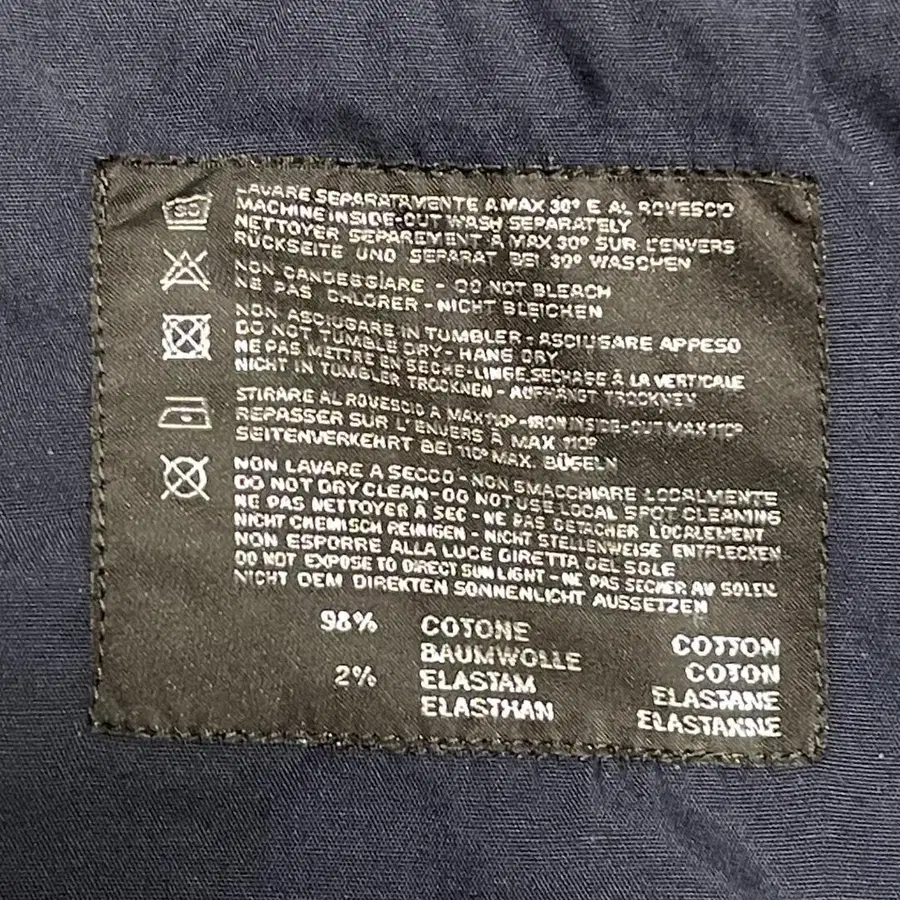 30
LAVARE SEPARATAMENTE A MAX 30° E AL ROVESCIO
MACHINE INSIDE-OUT WASH SEPARATELY
NETTOYER SEPAREMENT A MAX 30° SUR L'ENVERS
RÜCKSEITE UND SEPARAT BEI 30° WASCHEN
NON CANDEGGIARE - DO NOT BLEACH
NE PAS CHLORER - NICHT BLEICHEN
NON ASCIUGARE IN TUMBLER - ASCIUGARE APPESO
DO NOT TUMBLE DRY - HANG DRY
NE PAS METTRE EN SECHE-LINGE SECHAGE À LA VERTICALE
NICHT IN TUMBLER TROCKNEN - AUFHÄNGT TROCKNEN
STIRARE AL ROVESCIO A MAX 110° - IRON INSIDE-OUT MAX 110°
REPASSER SUR L'ENVERS À MAX 110°
SEITENVERKEHRT BEI 110° MAX. BÜGELN
NON LAVARE A SECCO - NON SMACCHIARE LOCALMENTE
DO NOT DRY CLEAN - DO NOT USE LOCAL SPOT CLEANING
NE PAS NETTOYER À SEC - NE PAS DETACHER LOCALEMENT
NICHT CHEMISCH REINIGEN - NICHT STELLENWEISE ENTFLECKEN
NON ESPORRE ALLA LUCE DIRETTA DEL SOLE
DO NOT EXPOSE TO DIRECT SUN LIGHT - NE PAS SECHER AV SOLEIL
NICHT DEM DIREKTEN SONNENLICHT AUSSETZEN
98% COTONE COTTON
BAUMWOLLE COTON
2% ELASTAM ELASTANE
ELASTHAN ELASTANNE